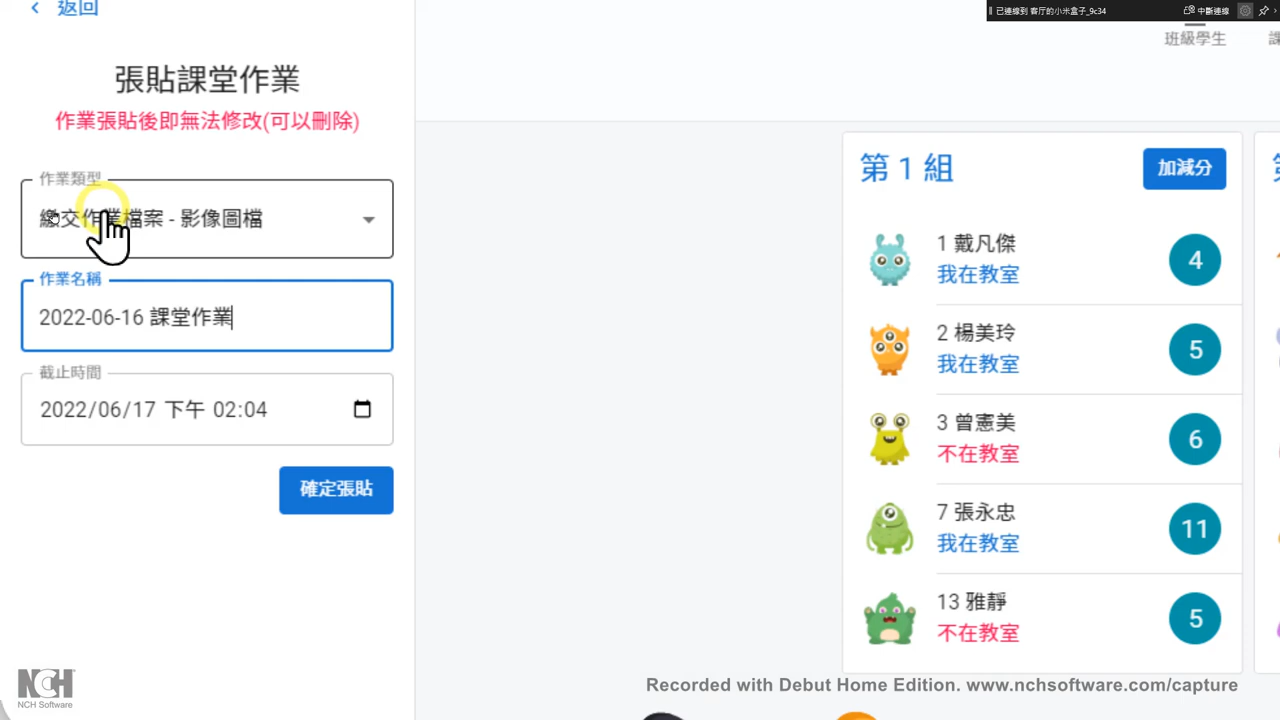 返回
已連線到 客厅的小米盒子_9c34
中斷連線
班級學生
張貼課堂作業
作業張貼後即無法修改(可以刪除)
作業類型
繳交作業檔案 - 影像圖檔
作業名稱
2022-06-16 課堂作業
截止時間
2022/06/17 下午 02:04
確定張貼
第 1 組
加減分
1 戴凡傑
我在教室
4
2 楊美玲
我在教室
5
3 曾憲美
不在教室
6
7 張永忠
我在教室
11
13 雅靜
不在教室
5
NCH
NCH Software
Recorded with Debut Home Edition. www.nchsoftware.com/capture